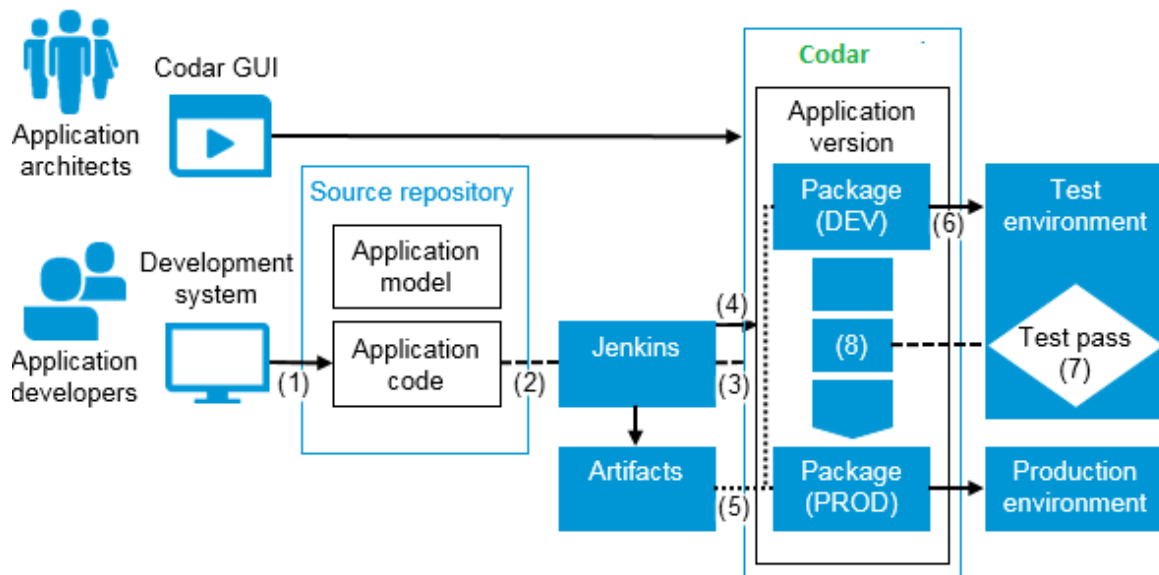 Codar GUI
Application
architects
Codar
Application
version
Source repository
Package
(DEV)
(6)
Test
environment
Application
model
Development
system
Application
developers
(1)
Application
code
(2)
Jenkins
(4)
(3)
(8)
Test pass
(7)
Artifacts
(5)
Package
(PROD)
Production
environment